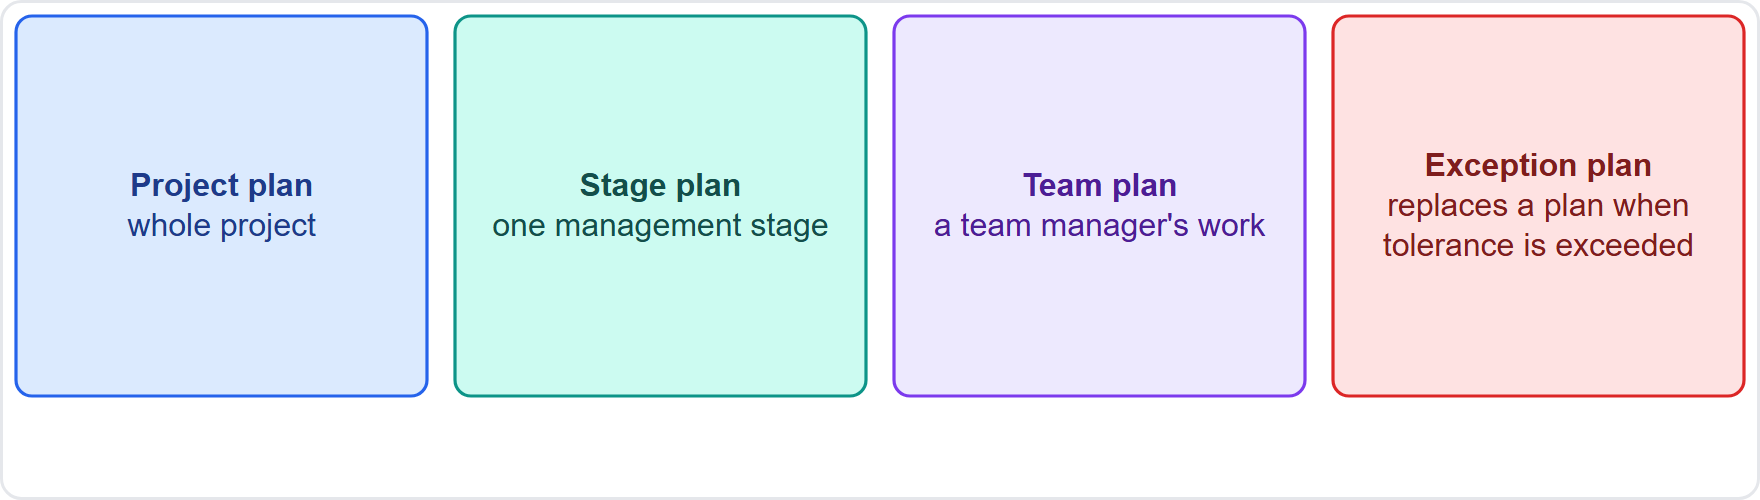 Project plan
whole project
Stage plan
one management stage
Team plan
a team manager's work
Exception plan
replaces a plan when
tolerance is exceeded